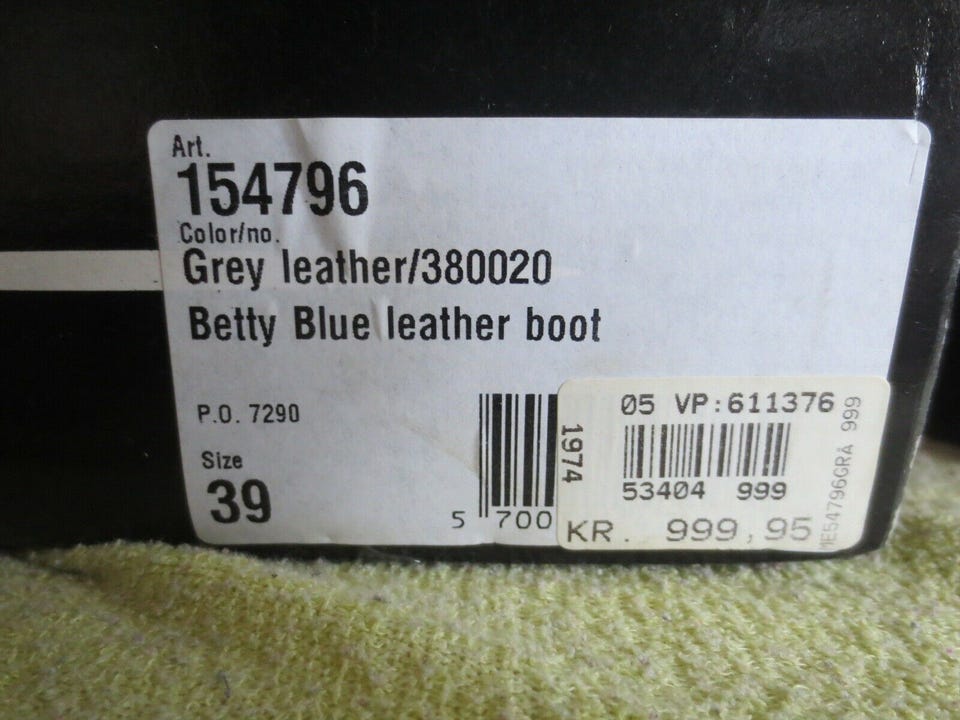 Art.
154796
Color/no.
Grey leather/380020
Betty Blue leather boot
P.O. 7290
Size
39
5 700
1974
05 VP:611376
53404 999
KR. 999,95
ME54796GRA 999